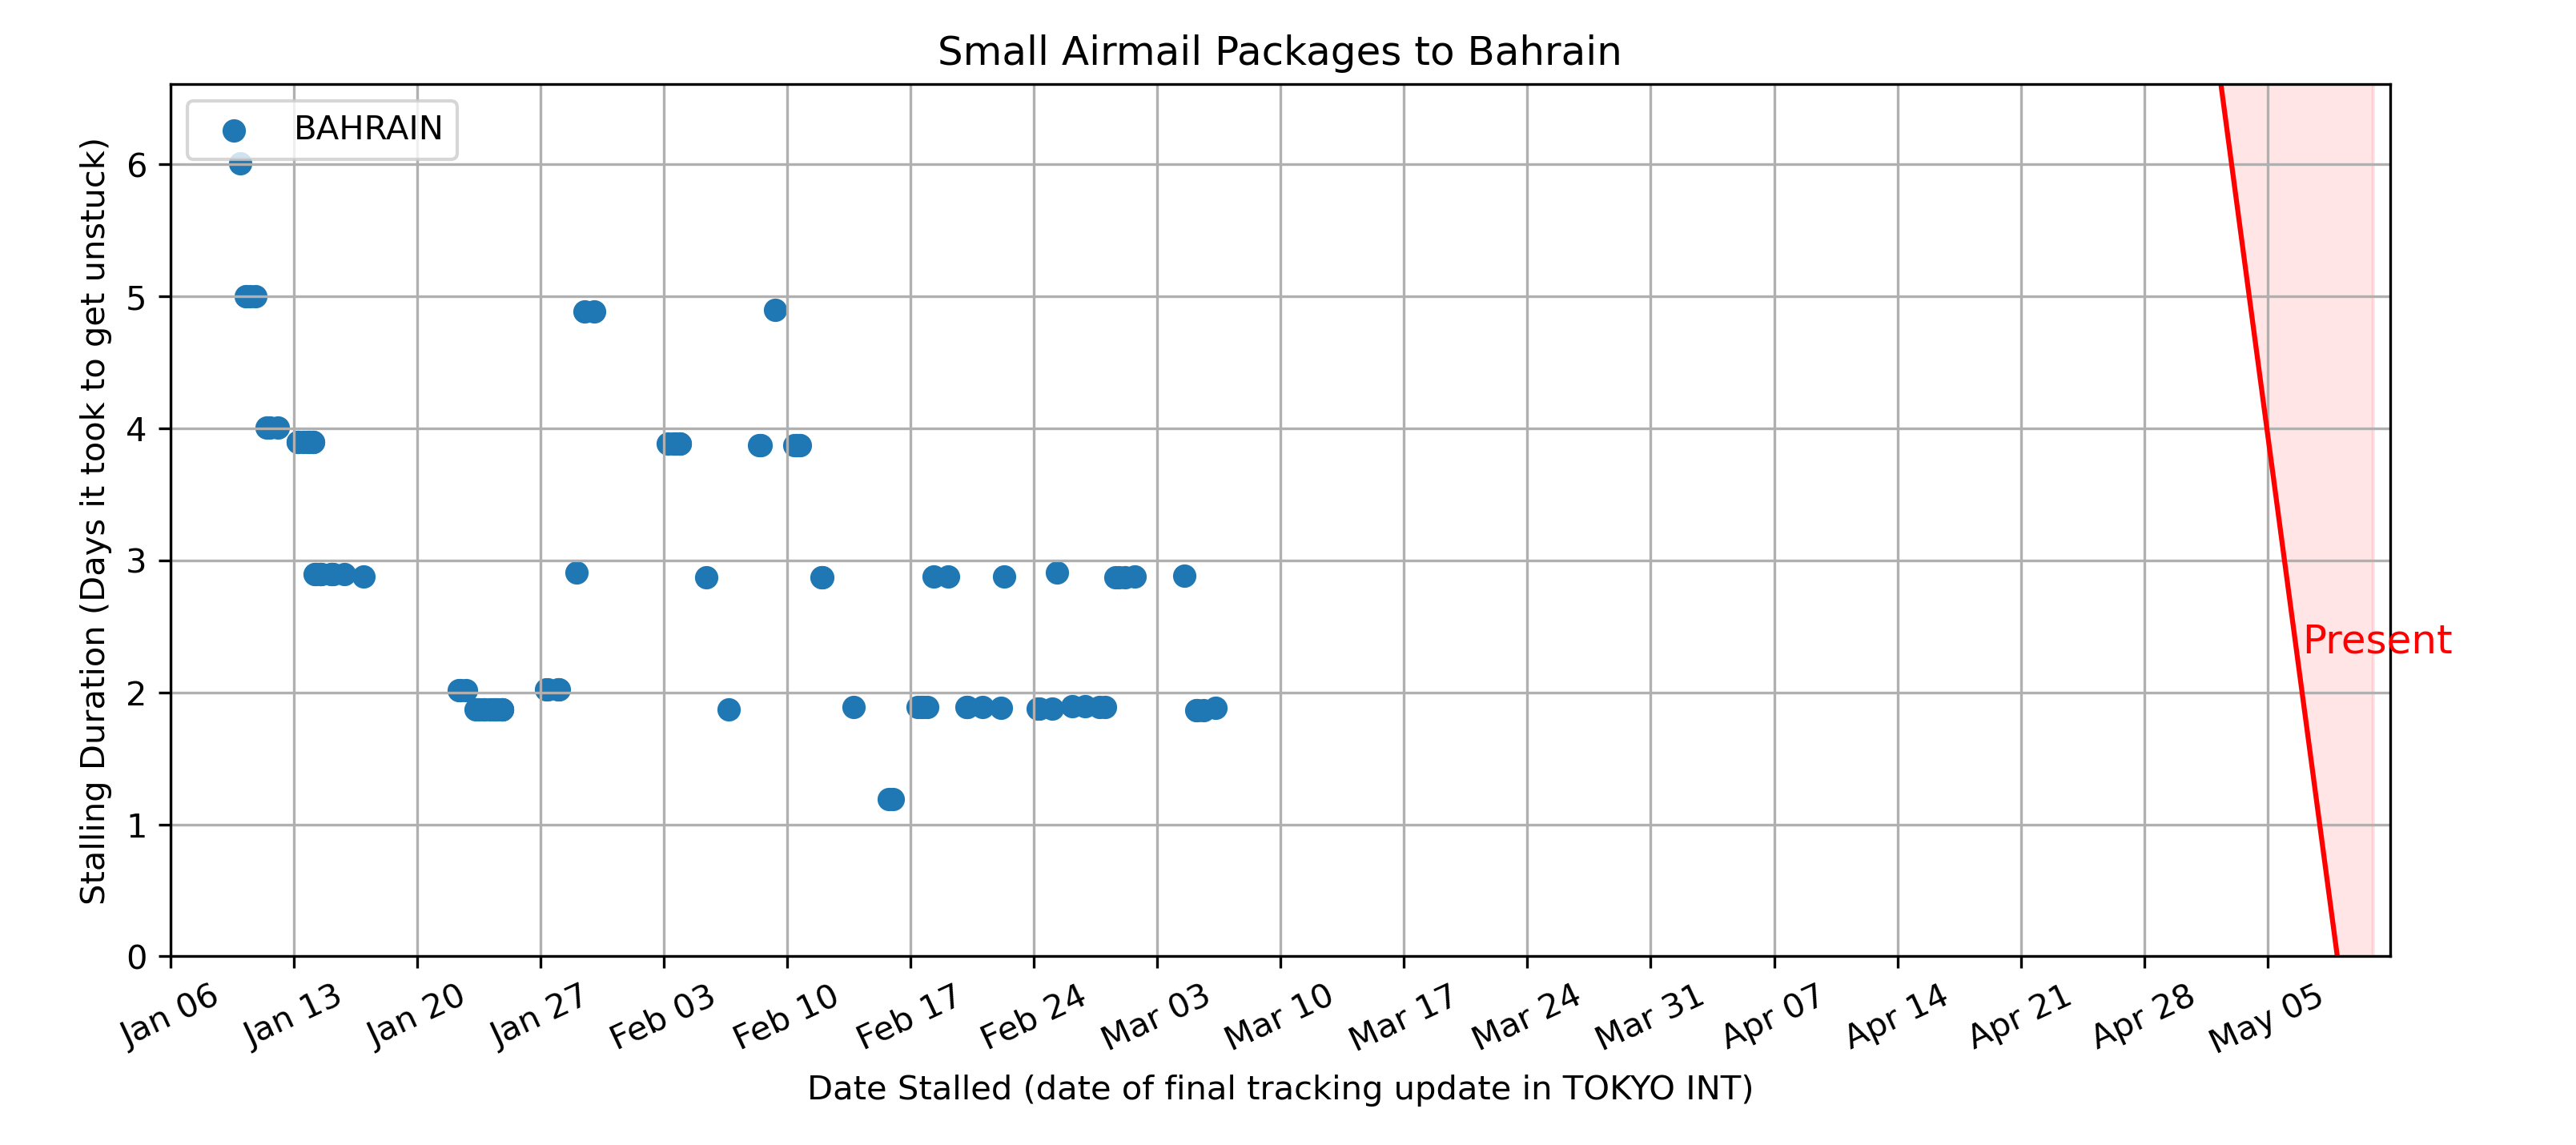 Small Airmail Packages to Bahrain
BAHRAIN
Stalling Duration (Days it took to get unstuck)
6
5
4
3
2
1
0
Present
Jan 06
Jan 13
Jan 20
Jan 27
Feb 03
Feb 10
Feb 17
Feb 24
Mar 03
Mar 10
Mar 17
Mar 24
Mar 31
Apr 07
Apr 14
Apr 21
Apr 28
May 05
Date Stalled (date of final tracking update in TOKYO INT)